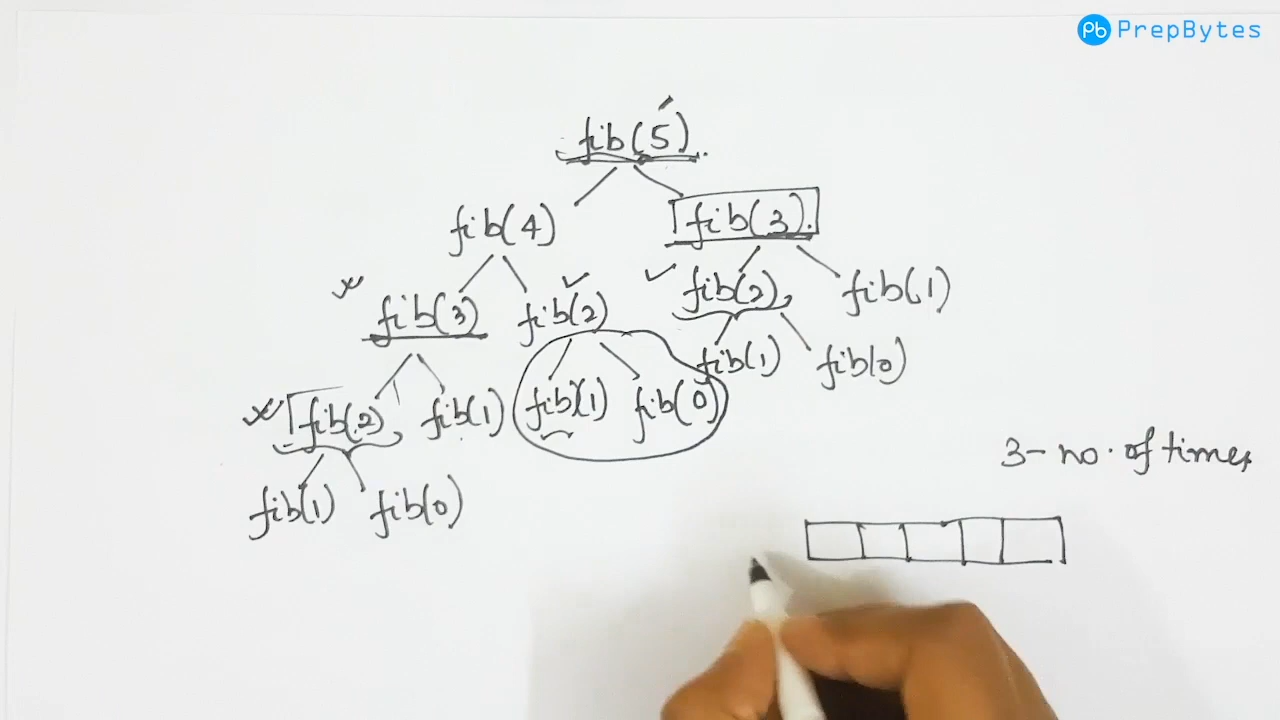 PrepBytes
fib(5)
fib(4) fib(3)
fib(3) fib(2) fib(2) fib(1)
fib(2) fib(1) fib(1) fib(0) fib(1) fib(0)
fib(1) fib(0)
3- no. of times